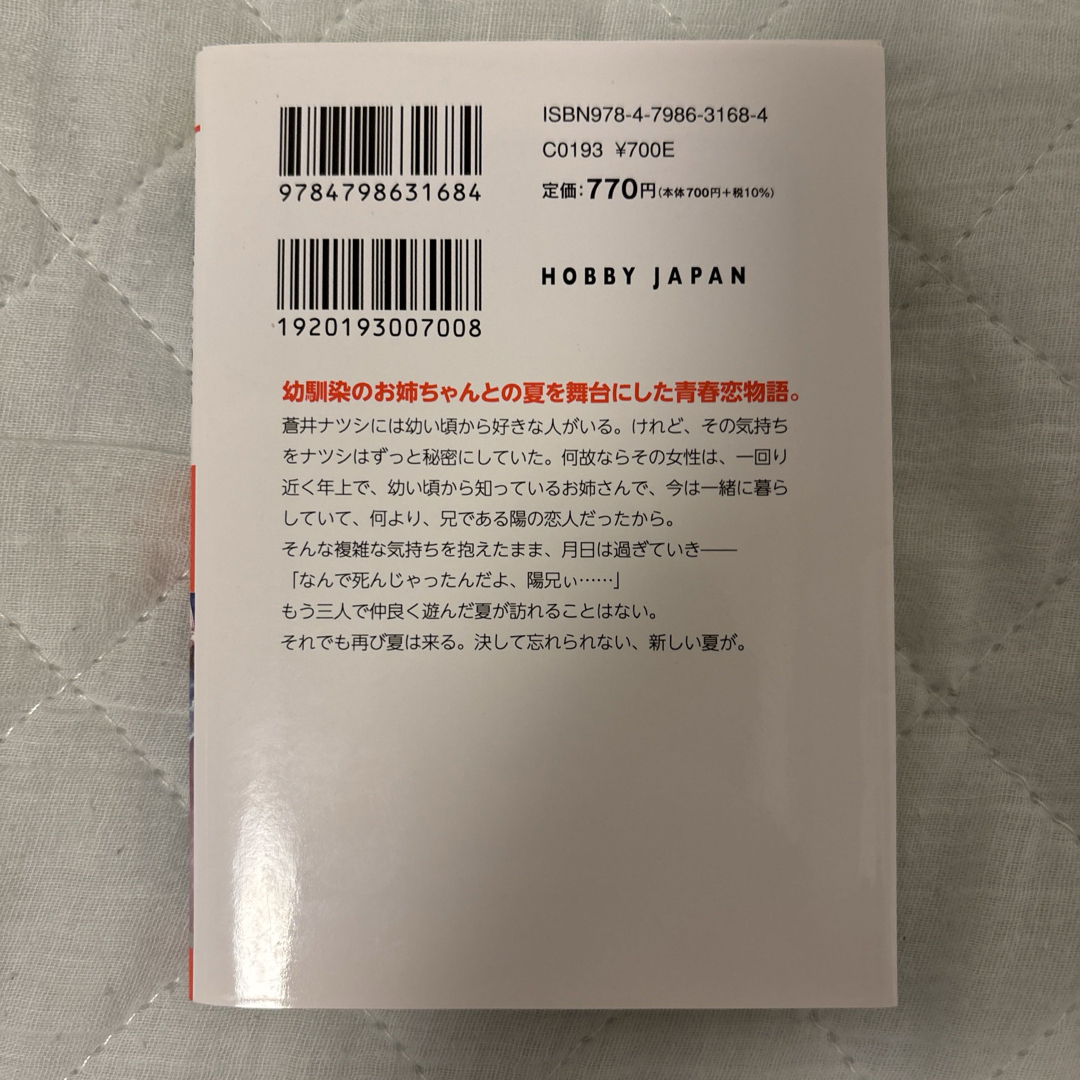 ISBN978-4-7986-3168-4
C0193 ¥700E
定価:770円(本体700円+税10%)
9784798631684
HOBBY JAPAN
1920193007008
幼馴染のお姉ちゃんとの夏を舞台にした青春恋物語。
蒼井ナツシには幼い頃から好きな人がいる。けれど、その気持ち
をナツシはずっと秘密にしていた。何故ならその女性は、一回り
近く年上で、幼い頃から知っているお姉さんで、今は一緒に暮ら
していて、何より、兄である陽の恋人だったから。
そんな複雑な気持ちを抱えたまま、月日は過ぎていき――
「なんで死んじゃったんだよ、陽兄ぃ……」
もう三人で仲良く遊んだ夏が訪れることはない。
それでも再び夏は来る。決して忘れられない、新しい夏が。